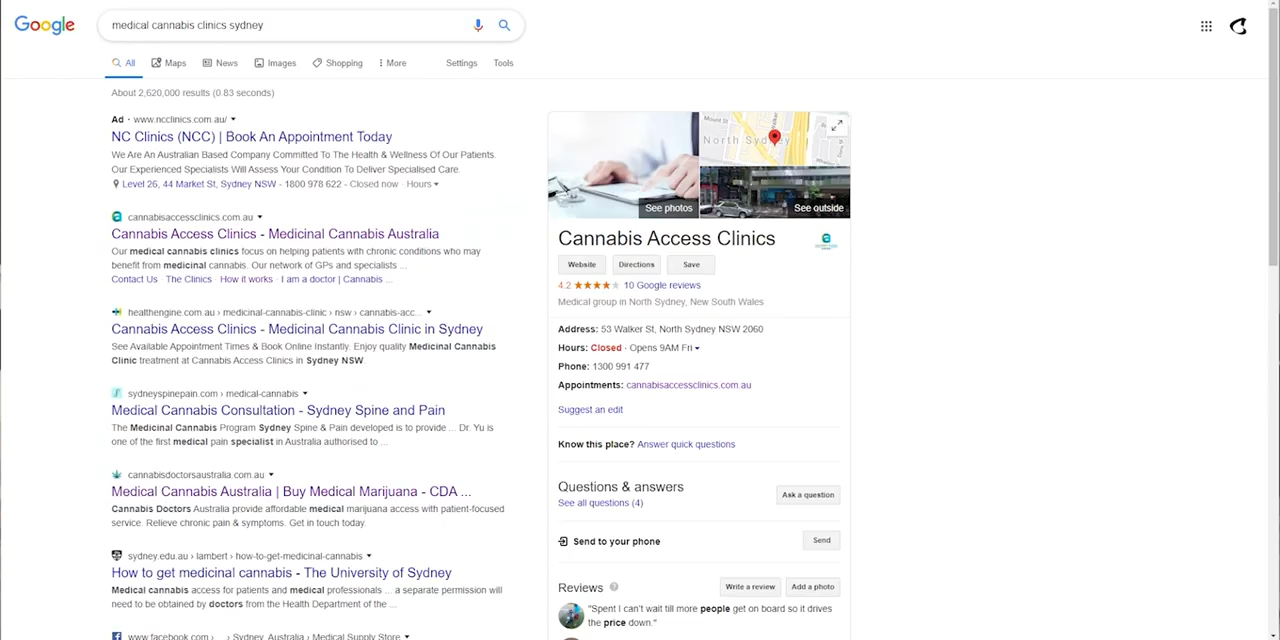 Google
medical cannabis clinics sydney
All Maps News Images Shopping More Settings Tools
About 2,620,000 results (0.83 seconds)
Ad · www.ncclinics.com.au/
NC Clinics (NCC) | Book An Appointment Today
We Are An Australian Based Company Committed To The Health & Wellness Of Our Patients.
Our Experienced Specialists Will Assess Your Condition To Deliver Specialised Care.
Level 26, 44 Market St, Sydney NSW - 1800 978 622 - Closed now · Hours
cannabisaccessclinics.com.au
Cannabis Access Clinics - Medicinal Cannabis Australia
Our medical cannabis clinics focus on helping patients with chronic conditions who may
benefit from medicinal cannabis. Our network of GPs and specialists ...
Contact Us · The Clinics · How it works · I am a doctor | Cannabis ...
healthengine.com.au › medicinal-cannabis-clinic › nsw › cannabis-acc...
Cannabis Access Clinics - Medicinal Cannabis Clinic in Sydney
See Available Appointment Times & Book Online Instantly. Enjoy quality Medicinal Cannabis
Clinic treatment at Cannabis Access Clinics in Sydney NSW
sydneyspinepain.com › medical-cannabis
Medical Cannabis Consultation - Sydney Spine and Pain
The Medicinal Cannabis Program Sydney Spine & Pain developed is to provide ... Dr. Yu is
one of the first medical pain specialist in Australia authorised to ...
cannabisdoctorsaustralia.com.au
Medical Cannabis Australia | Buy Medical Marijuana - CDA ...
Cannabis Doctors Australia provide affordable medical marijuana access with patient-focused
service. Relieve chronic pain & symptoms. Get in touch today.
sydney.edu.au › lambert › how-to-get-medicinal-cannabis
How to get medicinal cannabis - The University of Sydney
Medical cannabis access for patients and medical professionals ... a separate permission will
need to be obtained by doctors from the Health Department of the ...
www.facebook.com › ... › Sydney, Australia › Medical Supply Store
North Sydney
See photos
See outside
Cannabis Access Clinics
Website Directions Save
4.2 10 Google reviews
Medical group in North Sydney, New South Wales
Address: 53 Walker St, North Sydney NSW 2060
Hours: Closed · Opens 9AM Fri
Phone: 1300 991 477
Appointments: cannabisaccessclinics.com.au
Suggest an edit
Know this place? Answer quick questions
Questions & answers
See all questions (4)
Ask a question
Send to your phone
Send
Reviews
Write a review Add a photo
"Spent I can't wait till more people get on board so it drives
the price down."